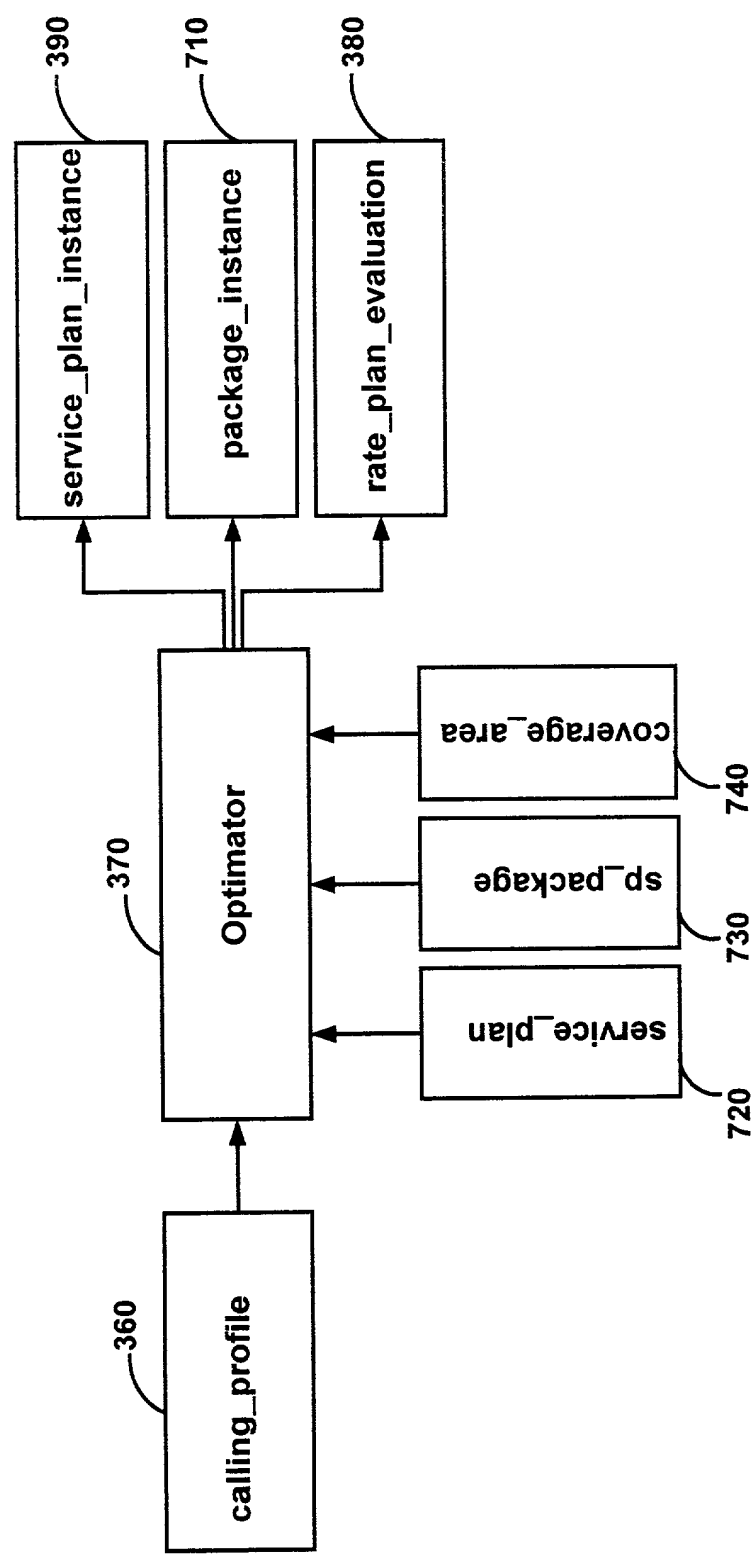 360
calling_profile
370
Optimator
720
service_plan
730
sp_package
740
coverage_area
390
service_plan_instance
710
package_instance
380
rate_plan_evaluation